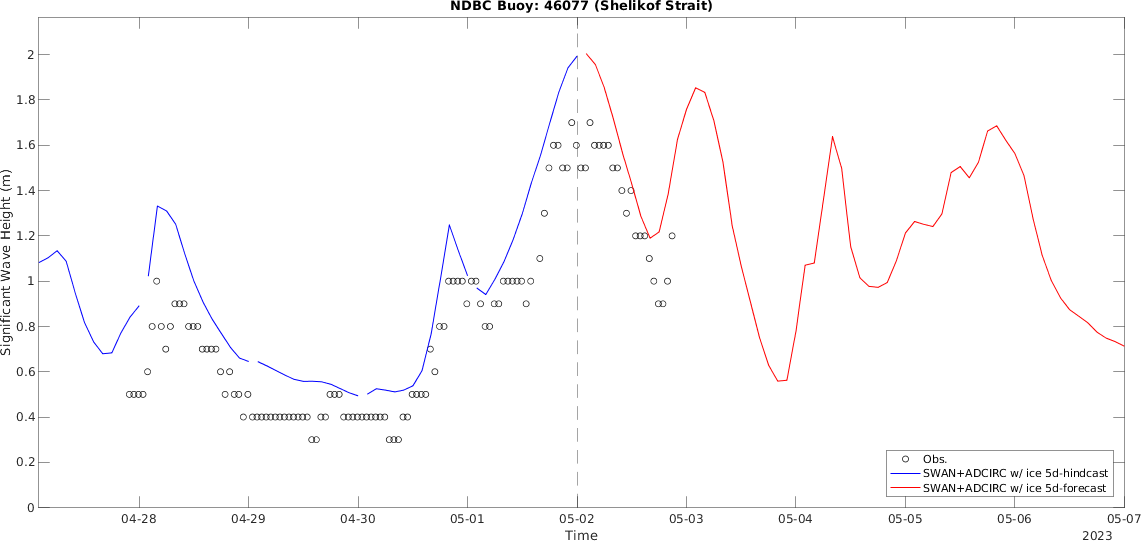 NDBC Buoy: 46077 (Shelikof Strait)
Significant Wave Height (m)
2
1.8
1.6
1.4
1.2
1
0.8
0.6
0.4
0.2
0
Obs.
SWAN+ADCIRC w/ ice 5d-hindcast
SWAN+ADCIRC w/ ice 5d-forecast
04-28 04-29 04-30 05-01 05-02 05-03 05-04 05-05 05-06 05-07
Time
2023